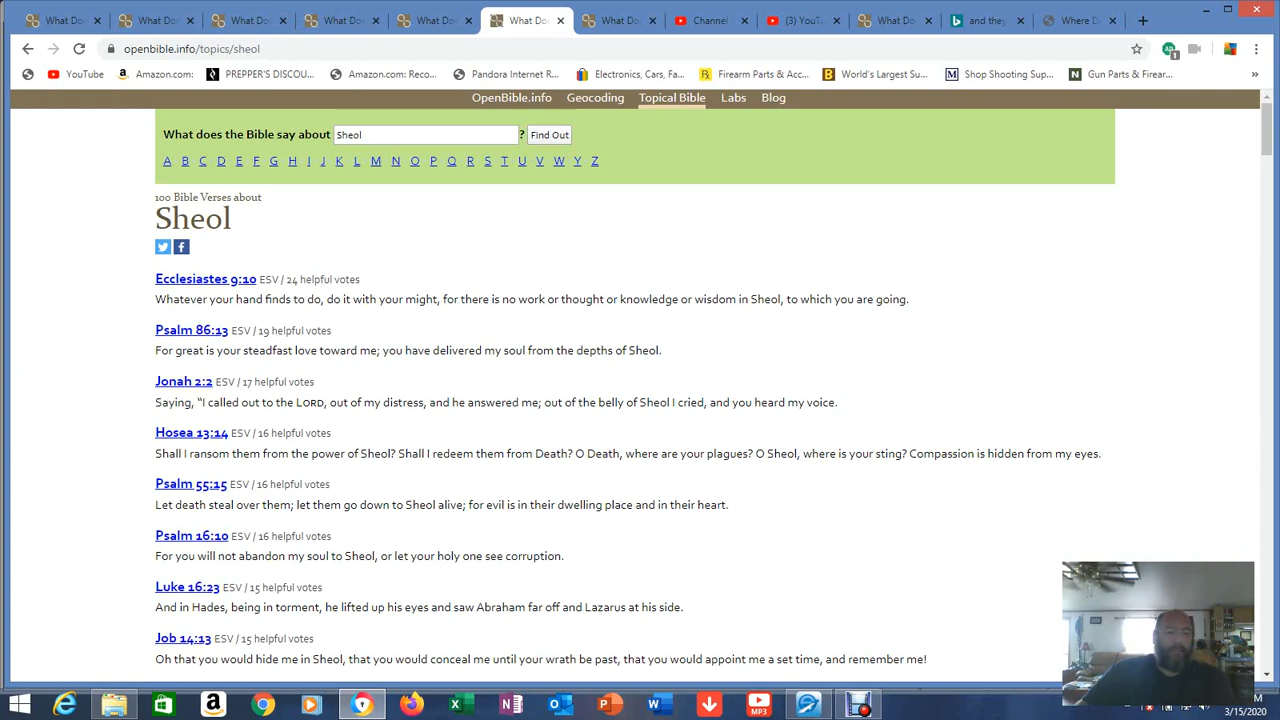 What Do
What Do
What Do
What Do
What Do
What Do
What Do
Channel
(3) YouTu
What Do
and they
Where D
openbible.info/topics/sheol
YouTube
Amazon.com:
PREPPER'S DISCOU...
Amazon.com: Reco...
Pandora Internet R...
Electronics, Cars, Fa...
Firearm Parts & Acc...
World's Largest Su...
Shop Shooting Sup...
Gun Parts & Firear...
OpenBible.info Geocoding Topical Bible Labs Blog
What does the Bible say about Sheol ? Find Out
A B C D E F G H I J K L M N O P Q R S T U V W Y Z
100 Bible Verses about
Sheol
Ecclesiastes 9:10 ESV / 24 helpful votes
Whatever your hand finds to do, do it with your might, for there is no work or thought or knowledge or wisdom in Sheol, to which you are going.
Psalm 86:13 ESV / 19 helpful votes
For great is your steadfast love toward me; you have delivered my soul from the depths of Sheol.
Jonah 2:2 ESV / 17 helpful votes
Saying, “I called out to the LORD, out of my distress, and he answered me; out of the belly of Sheol I cried, and you heard my voice.
Hosea 13:14 ESV / 16 helpful votes
Shall I ransom them from the power of Sheol? Shall I redeem them from Death? O Death, where are your plagues? O Sheol, where is your sting? Compassion is hidden from my eyes.
Psalm 55:15 ESV / 16 helpful votes
Let death steal over them; let them go down to Sheol alive; for evil is in their dwelling place and in their heart.
Psalm 16:10 ESV / 16 helpful votes
For you will not abandon my soul to Sheol, or let your holy one see corruption.
Luke 16:23 ESV / 15 helpful votes
And in Hades, being in torment, he lifted up his eyes and saw Abraham far off and Lazarus at his side.
Job 14:13 ESV / 15 helpful votes
Oh that you would hide me in Sheol, that you would conceal me until your wrath be past, that you would appoint me a set time, and remember me!
MP3
3/15/2020